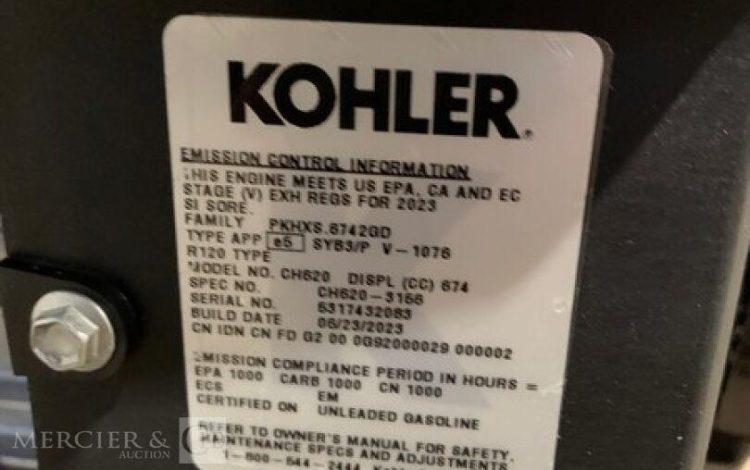 KOHLER.
EMISSION CONTROL INFORMATION
THIS ENGINE MEETS US EPA, CA AND EC
STAGE (V) EXH REGS FOR 2023
SI SORE.
FAMILY PKHXS.6742GD
TYPE APP e5 SYB3/P V-1076
R120 TYPE
MODEL NO. CH620 DISPL (CC) 674
SPEC NO. CH620-3156
SERIAL NO. 5317432083
BUILD DATE 06/23/2023
CN IDN CN FD G2 00 0G92000029 000002
EMISSION COMPLIANCE PERIOD IN HOURS =
EPA 1000 CARB 1000 CN 1000
ECS EM
CERTIFIED ON UNLEADED GASOLINE
REFER TO OWNER'S MANUAL FOR SAFETY,
MAINTENANCE SPECS AND ADJUSTMENTS
1-800-544-2444
MERCIER & C
AUCTION